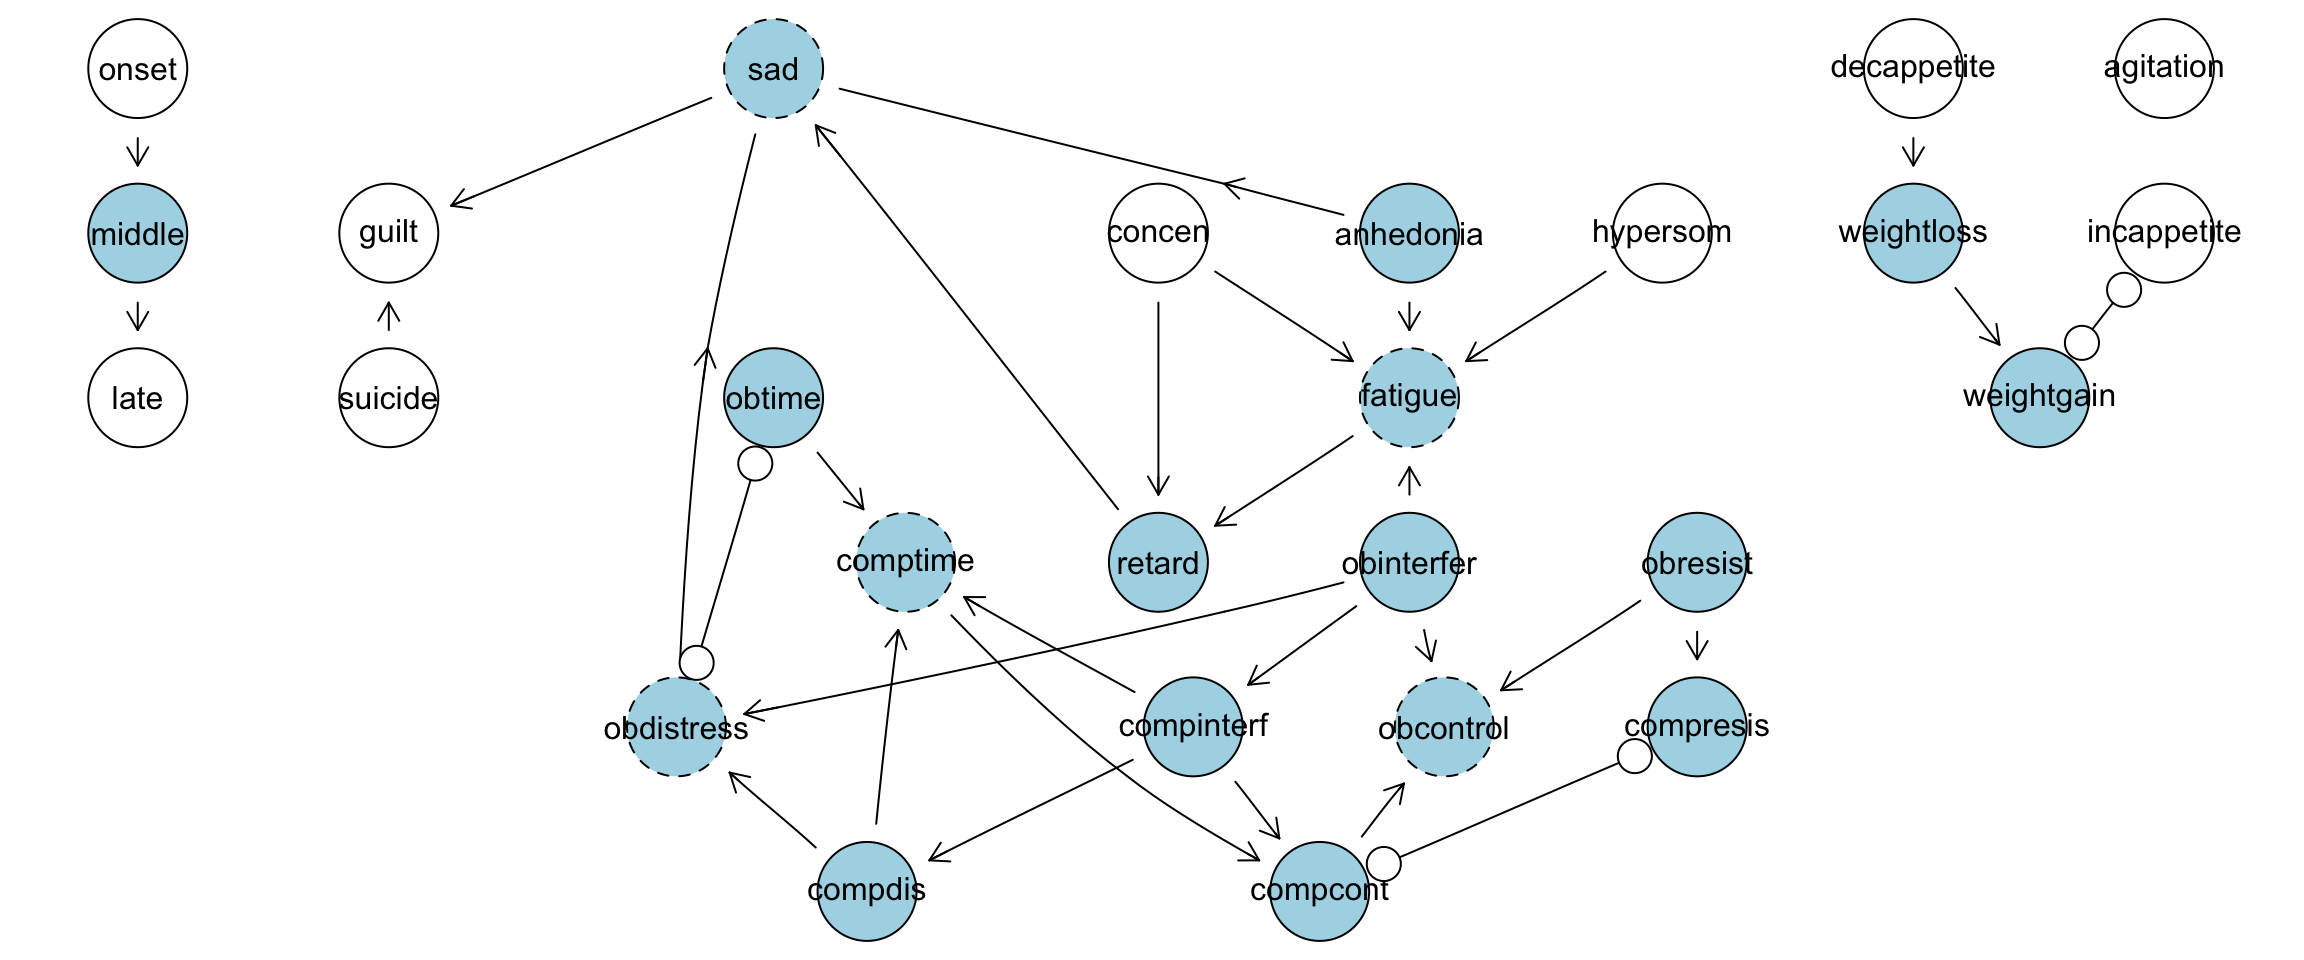 onset
sad
decappetite
agitation
middle
guilt
concen
anhedonia
hypersom
weightloss
incappetite
late
suicide
obtime
fatigue
weightgain
comptime
retard
obinterfer
obresist
obdistress
compinterf
obcontrol
compresis
compdis
compcont